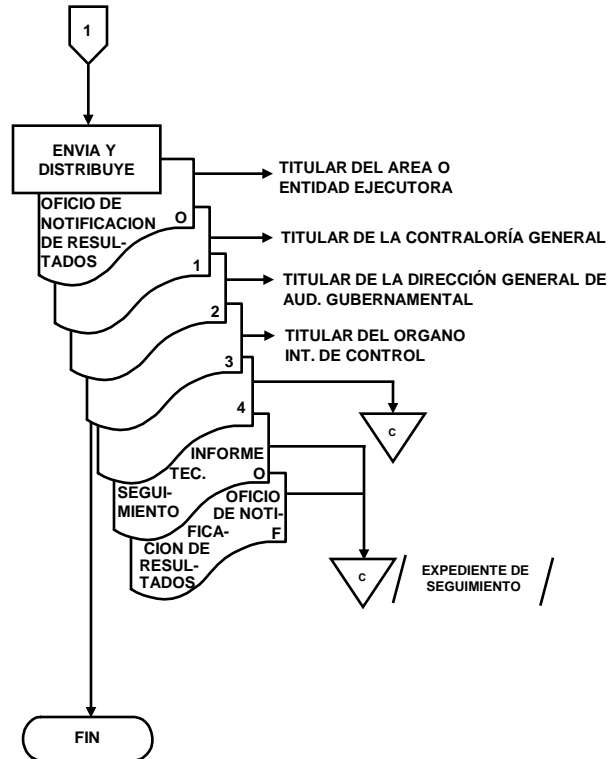 1
ENVIA Y
DISTRIBUYE
TITULAR DEL AREA O
ENTIDAD EJECUTORA
OFICIO DE
NOTIFICACION
DE RESUL-
TADOS
O
TITULAR DE LA CONTRALORÍA GENERAL
1
TITULAR DE LA DIRECCIÓN GENERAL DE
AUD. GUBERNAMENTAL
2
TITULAR DEL ORGANO
INT. DE CONTROL
3
4
C
INFORME
TEC.
O
SEGUI-
MIENTO
OFICIO
DE NOTI-
F
FICA-
CION DE
RESUL-
TADOS
C
/ EXPEDIENTE DE
SEGUIMIENTO /
FIN